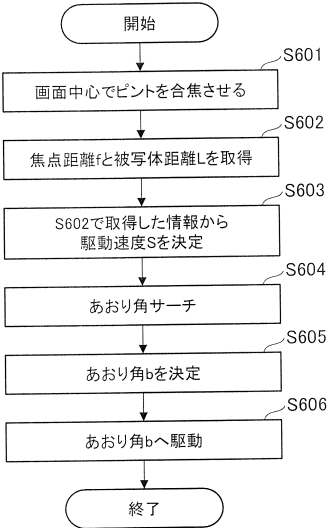 開始
S601
画面中心でピントを合焦させる
S602
焦点距離fと被写体距離Lを取得
S603
S602で取得した情報から
駆動速度Sを決定
S604
あおり角サーチ
S605
あおり角bを決定
S606
あおり角bへ駆動
終了